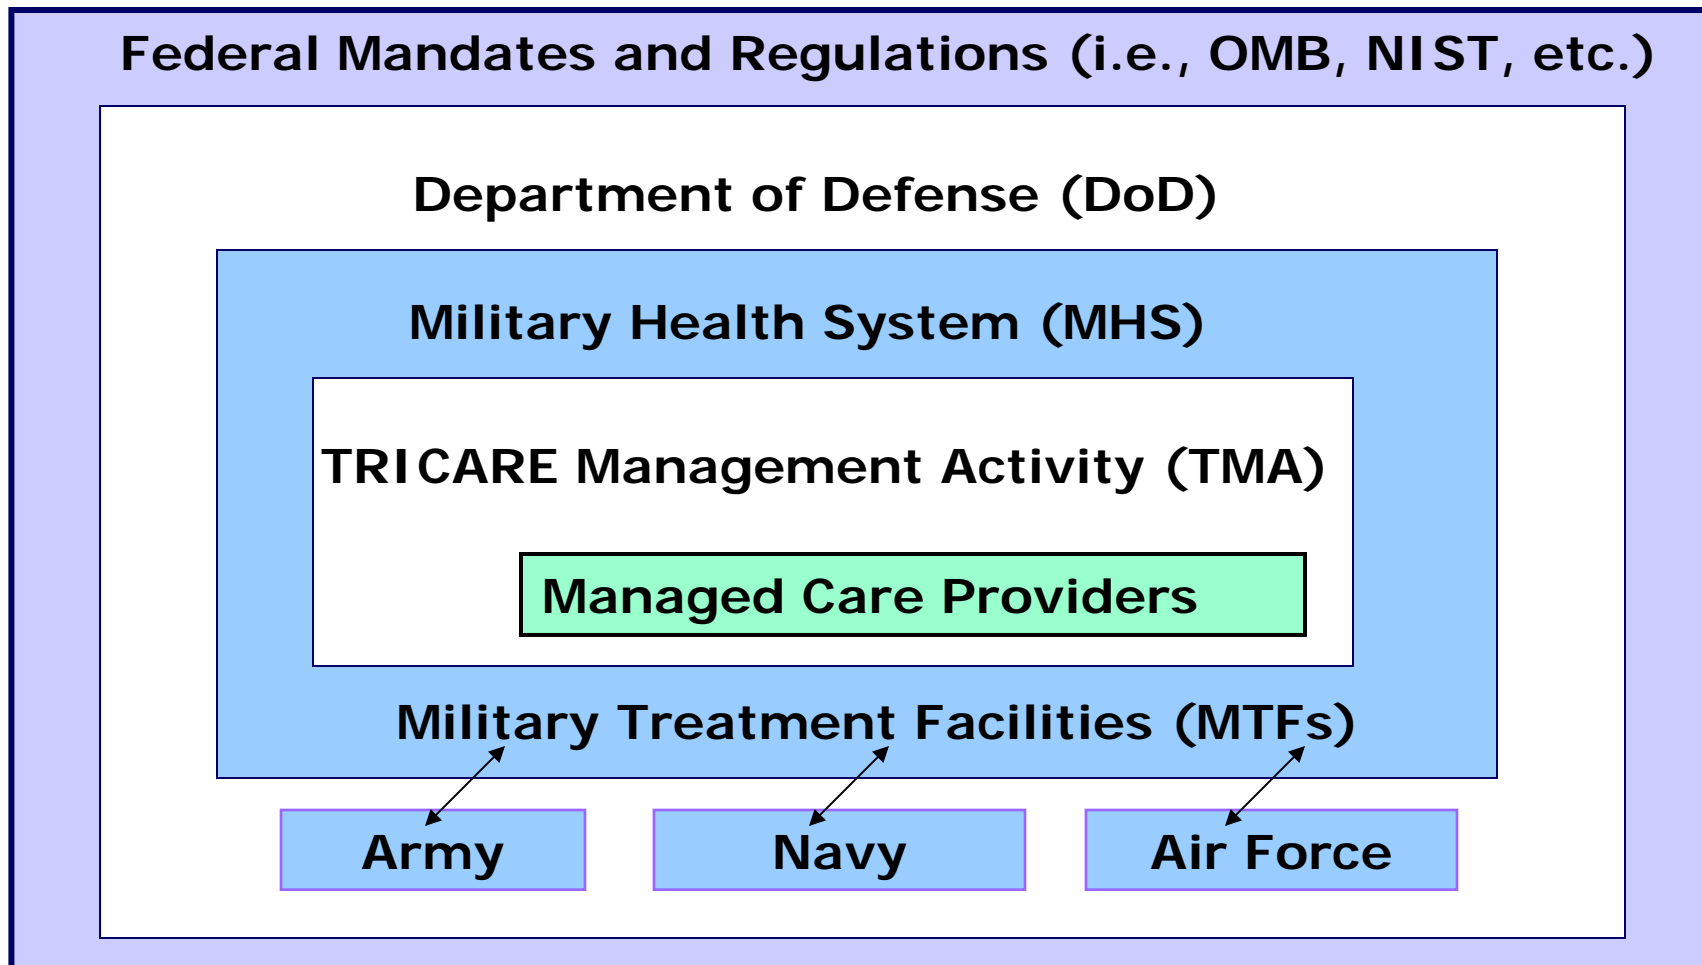 Federal Mandates and Regulations (i.e., OMB, NIST, etc.)
Department of Defense (DoD)
Military Health System (MHS)
TRICARE Management Activity (TMA)
Managed Care Providers
Military Treatment Facilities (MTFs)
Army
Navy
Air Force